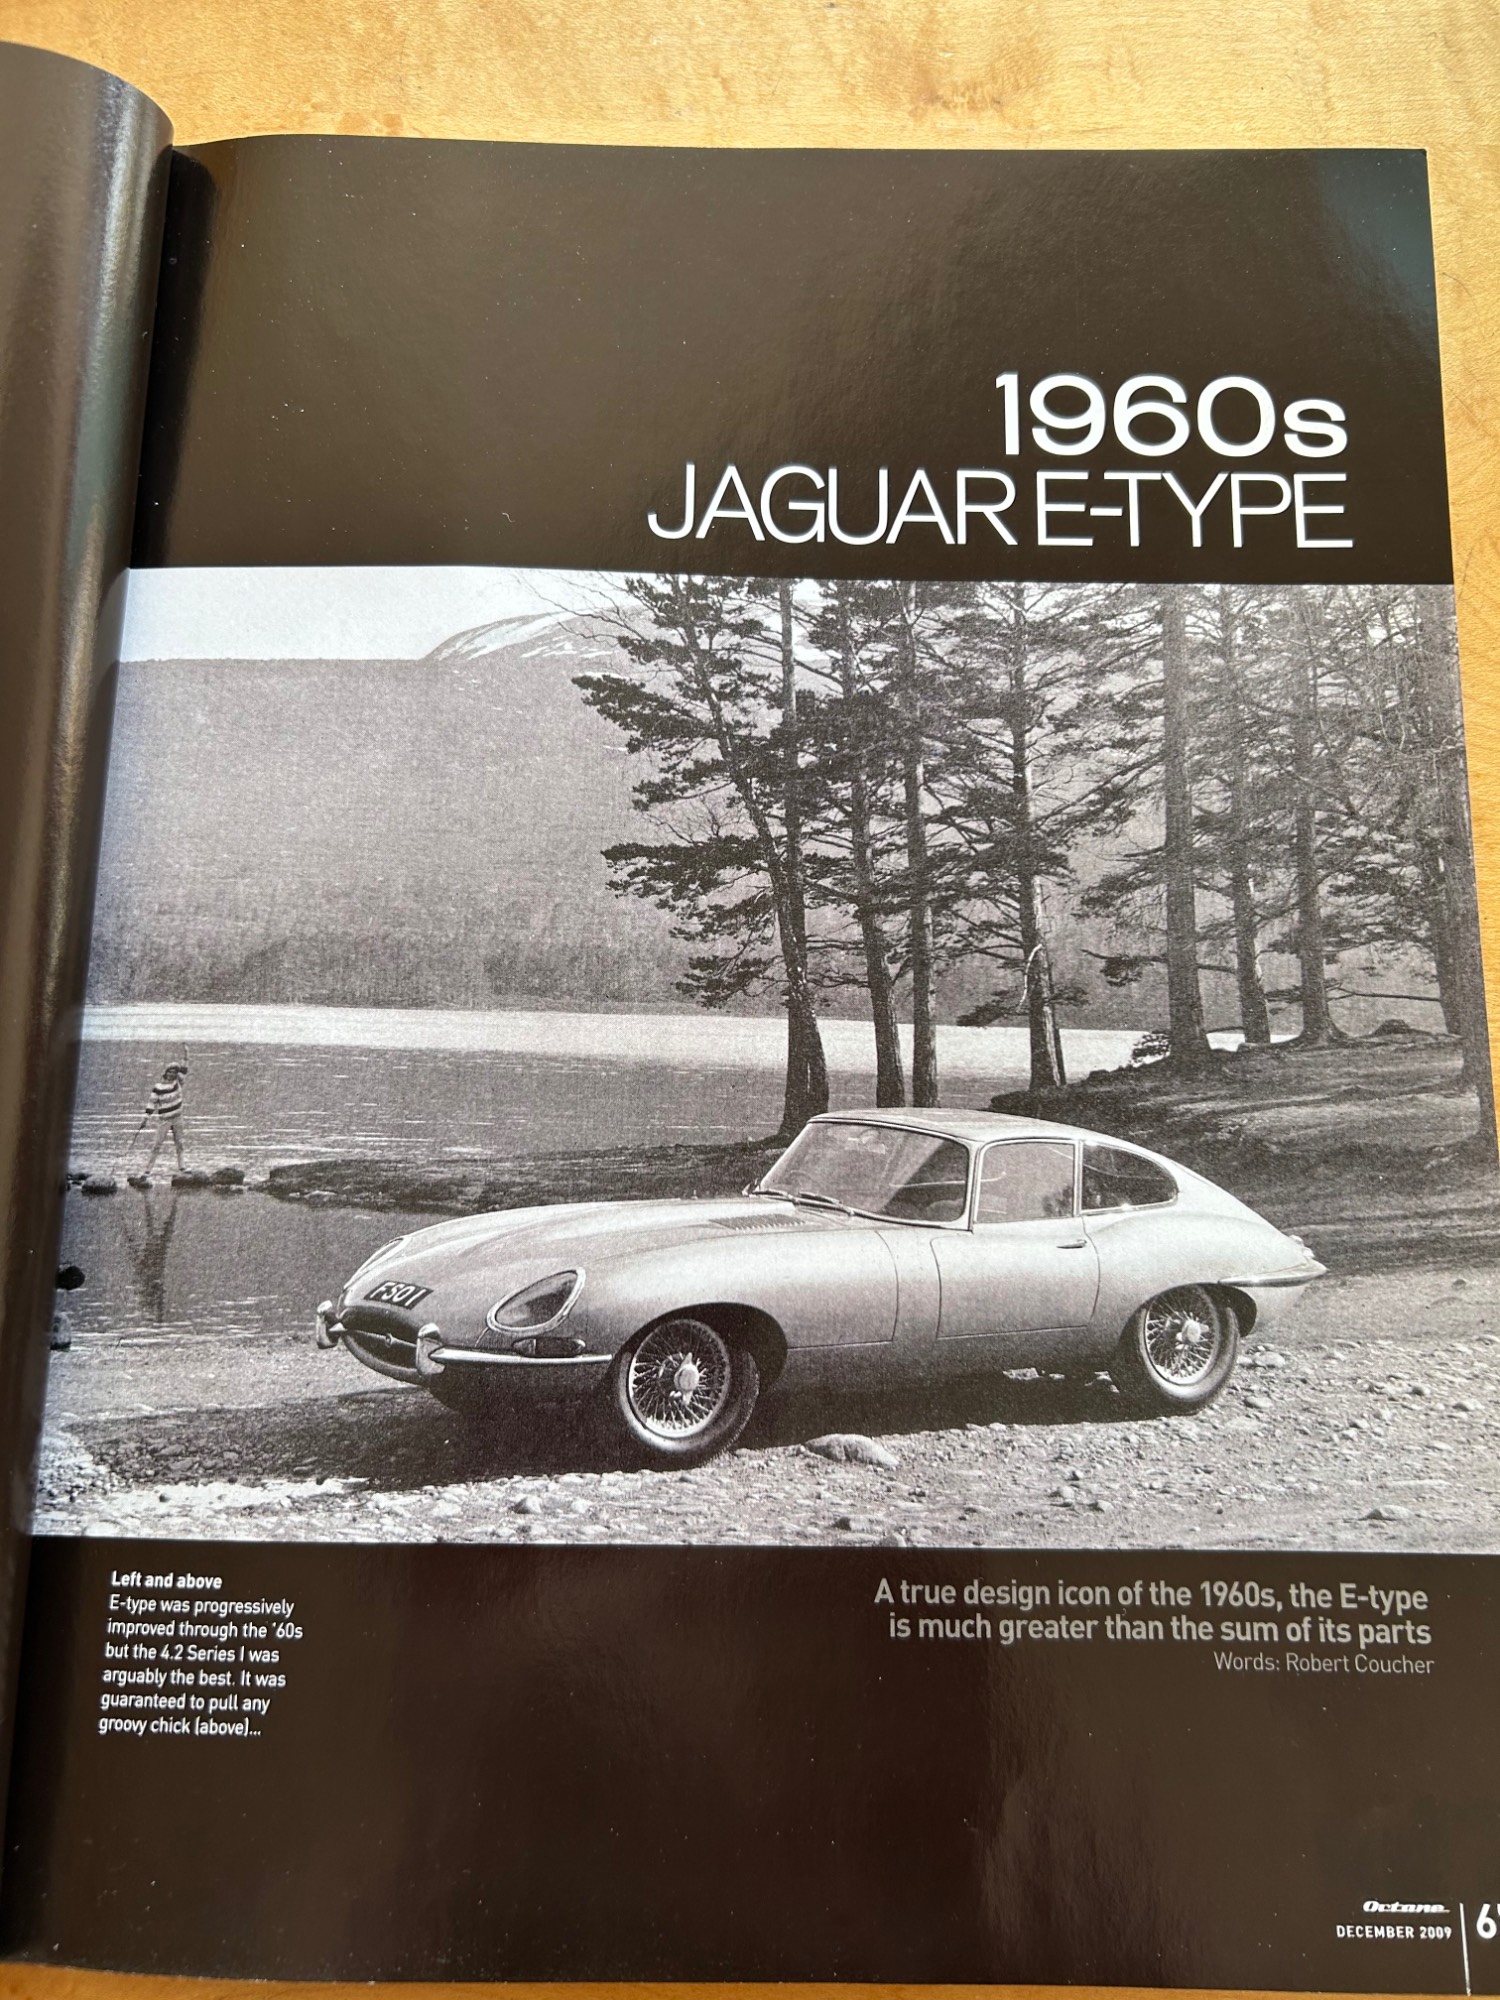 1960s
JAGUAR E-TYPE
FSO 1
Left and above
E-type was progressively
improved through the '60s
but the 4.2 Series I was
arguably the best. It was
guaranteed to pull any
groovy chick (above)...
A true design icon of the 1960s, the E-type
is much greater than the sum of its parts
Words: Robert Coucher
Octane
DECEMBER 2009